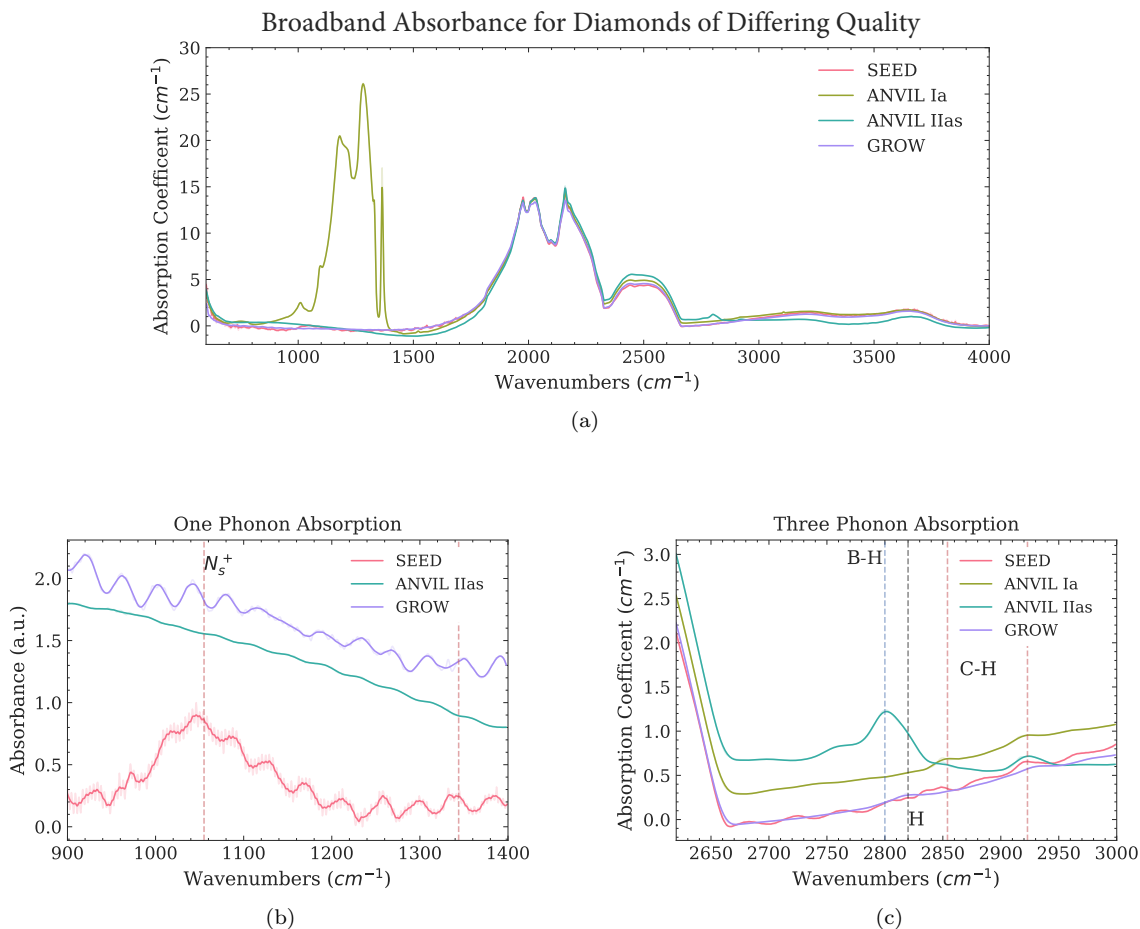 Broadband Absorbance for Diamonds of Differing Quality
30
25
20
15
10
5
0
Absorption Coefficent (cm⁻¹)
SEED
ANVIL Ia
ANVIL IIas
GROW
1000 1500 2000 2500 3000 3500 4000
Wavenumbers (cm⁻¹)
(a)
One Phonon Absorption
2.0
1.5
1.0
0.5
0.0
Absorbance (a.u.)
N_s^+
SEED
ANVIL IIas
GROW
900 1000 1100 1200 1300 1400
Wavenumbers (cm⁻¹)
(b)
Three Phonon Absorption
3.0
2.5
2.0
1.5
1.0
0.5
0.0
Absorption Coefficent (cm⁻¹)
B-H
SEED
ANVIL Ia
ANVIL IIas
GROW
C-H
H
2650 2700 2750 2800 2850 2900 2950 3000
Wavenumbers (cm⁻¹)
(c)